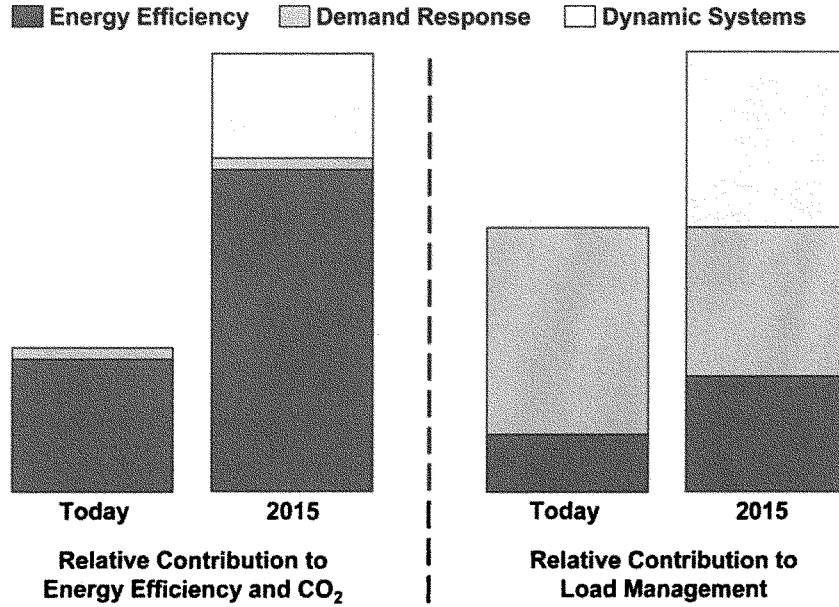 Energy Efficiency Demand Response Dynamic Systems
Today 2015 Today 2015
Relative Contribution to
Energy Efficiency and CO₂
Relative Contribution to
Load Management